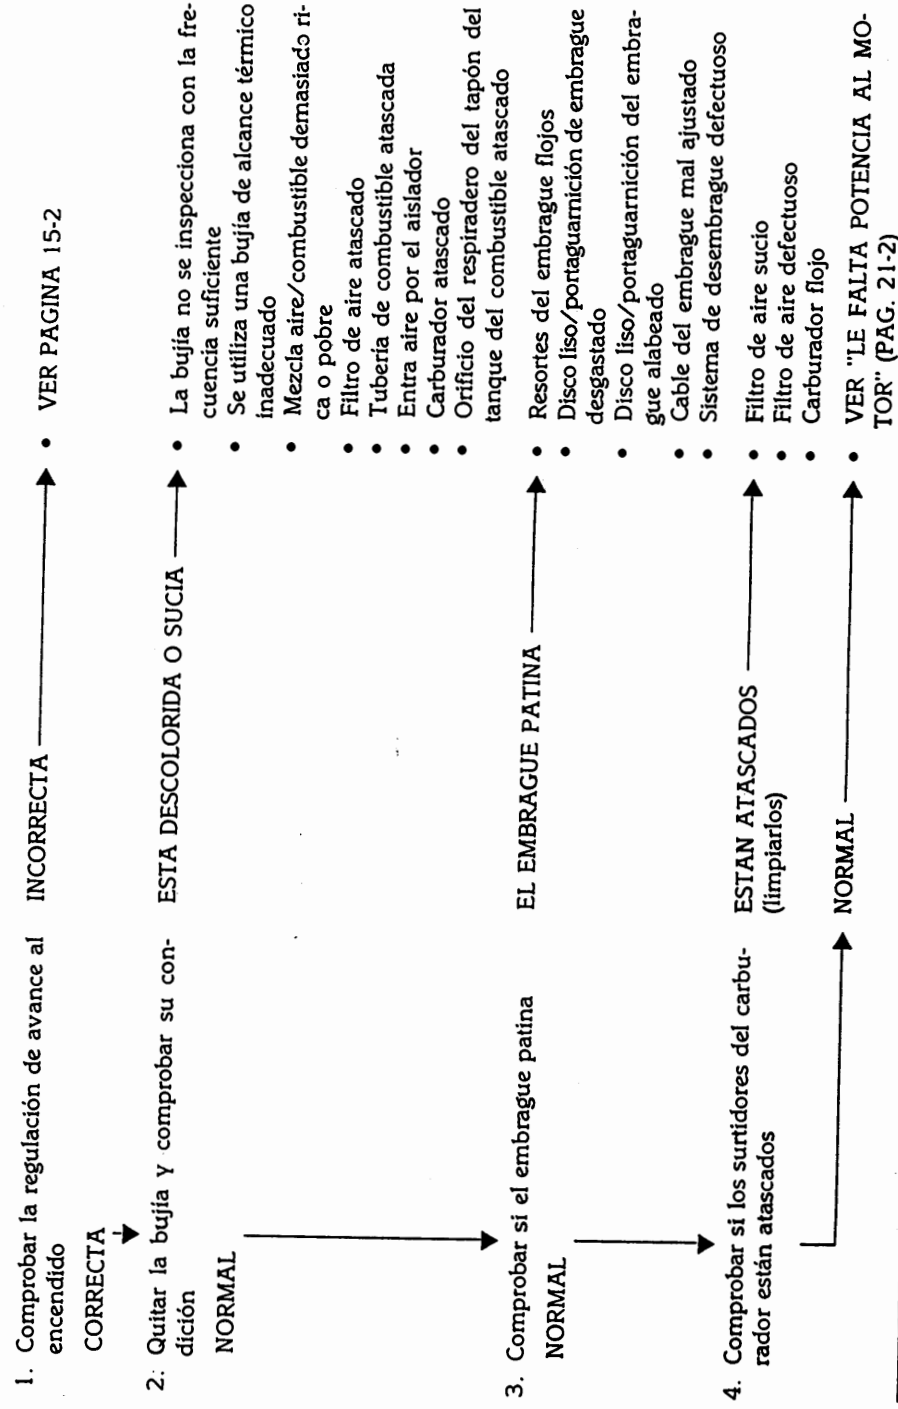 1. Comprobar la regulación de avance al
encendido
INCORRECTA
• VER PAGINA 15-2
CORRECTA
2. Quitar la bujía y comprobar su con-
dición
ESTA DESCOLORIDA O SUCIA
• La bujía no se inspecciona con la fre-
cuencia suficiente
• Se utiliza una bujía de alcance térmico
inadecuado
• Mezcla aire/combustible demasiado ri-
ca o pobre
• Filtro de aire atascado
• Tubería de combustible atascada
• Entra aire por el aislador
• Carburador atascado
• Orificio del respiradero del tapón del
tanque del combustible atascado
NORMAL
3. Comprobar si el embrague patina
EL EMBRAGUE PATINA
• Resortes del embrague flojos
• Disco liso/portaguarnición de embrague
desgastado
• Disco liso/portaguarnición del embra-
gue alabeado
• Cable del embrague mal ajustado
• Sistema de desembrague defectuoso
NORMAL
4. Comprobar si los surtidores del carbu-
rador están atascados
ESTAN ATASCADOS
(limpiarlos)
• Filtro de aire sucio
• Filtro de aire defectuoso
• Carburador flojo
NORMAL
• VER "LE FALTA POTENCIA AL MO-
TOR" (PAG. 21-2)